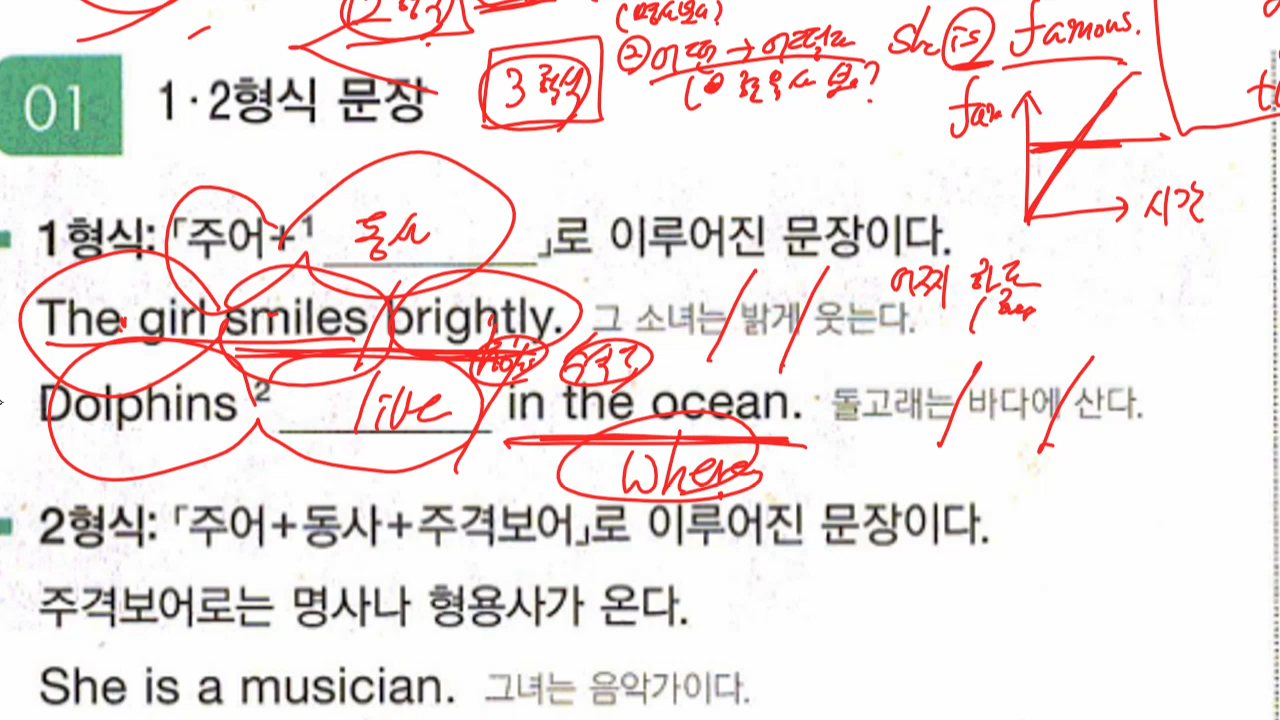 2형식
3형식
She is famous.
fam
시간
01
1·2형식 문장
1형식: 「주어+¹ 동사 」로 이루어진 문장이다.
The girl smiles brightly. 그 소녀는 밝게 웃는다.
Dolphins ² live in the ocean. 돌고래는 바다에 산다.
where
2형식: 「주어+동사+주격보어」로 이루어진 문장이다.
주격보어로는 명사나 형용사가 온다.
She is a musician. 그녀는 음악가이다.